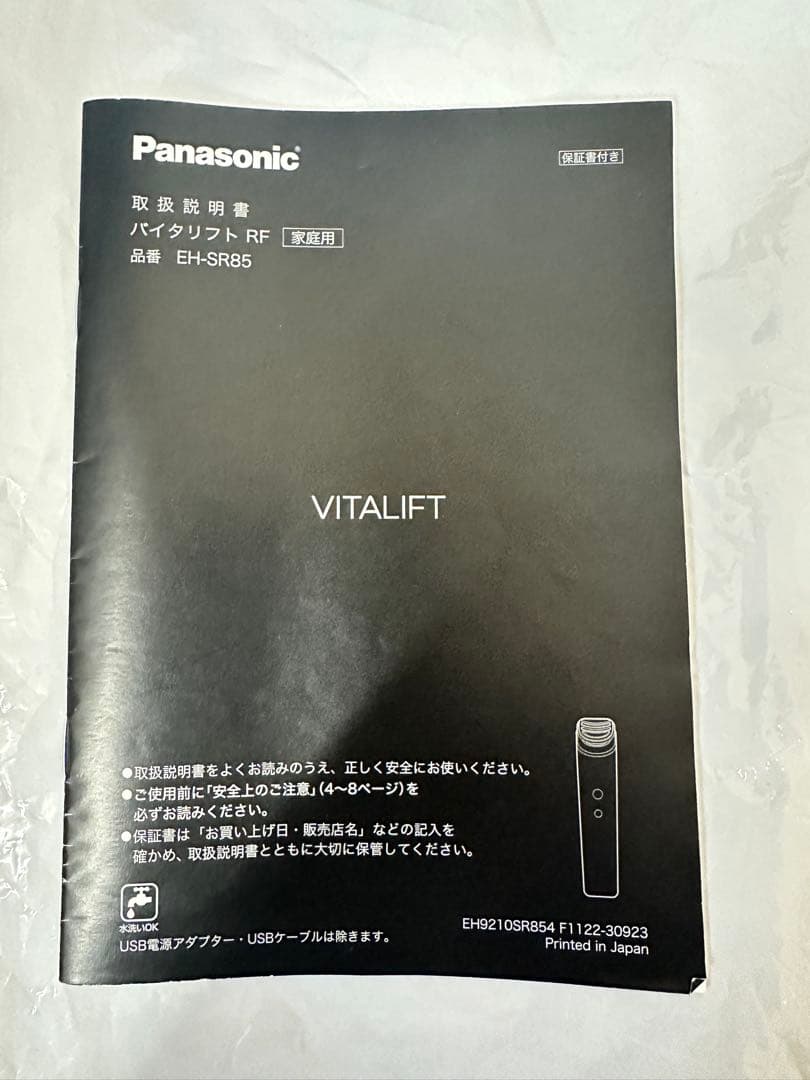 Panasonic
保証書付き
取扱説明書
バイタリフト RF 家庭用
品番 EH-SR85
VITALIFT
●取扱説明書をよくお読みのうえ、正しく安全にお使いください。
●ご使用前に「安全上のご注意」(4～8ページ)を
必ずお読みください。
●保証書は「お買い上げ日・販売店名」などの記入を
確かめ、取扱説明書とともに大切に保管してください。
水洗いOK
USB電源アダプター・USBケーブルは除きます。
EH9210SR854 F1122-30923
Printed in Japan